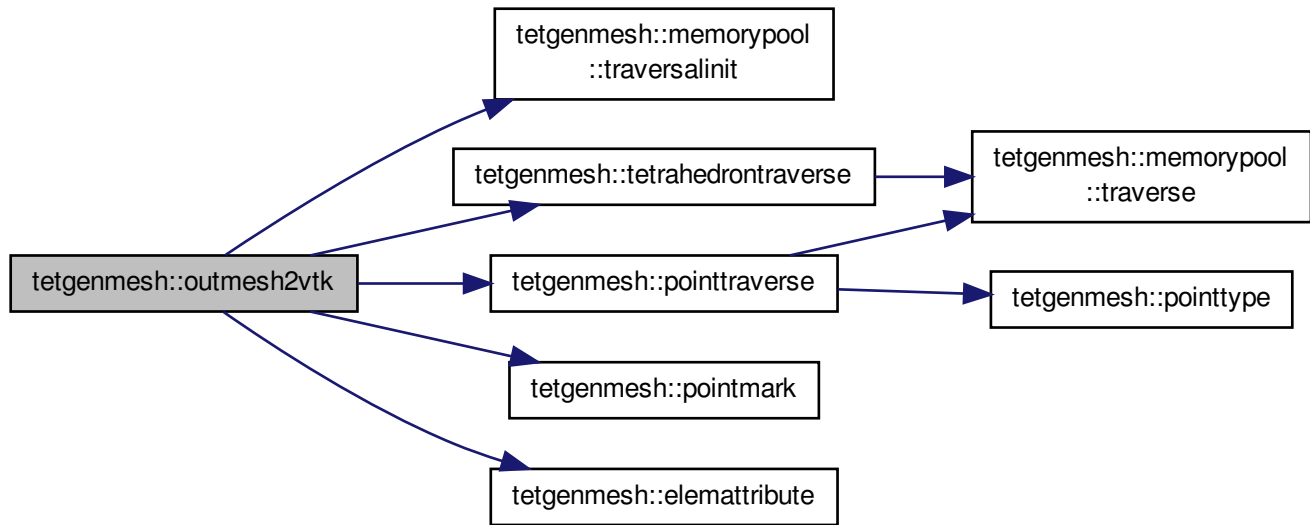 tetgenmesh::memorypool
::traversalinit
tetgenmesh::tetrahedrontraverse
tetgenmesh::memorypool
::traverse
tetgenmesh::outmesh2vtk
tetgenmesh::pointtraverse
tetgenmesh::pointtype
tetgenmesh::pointmark
tetgenmesh::elemattribute